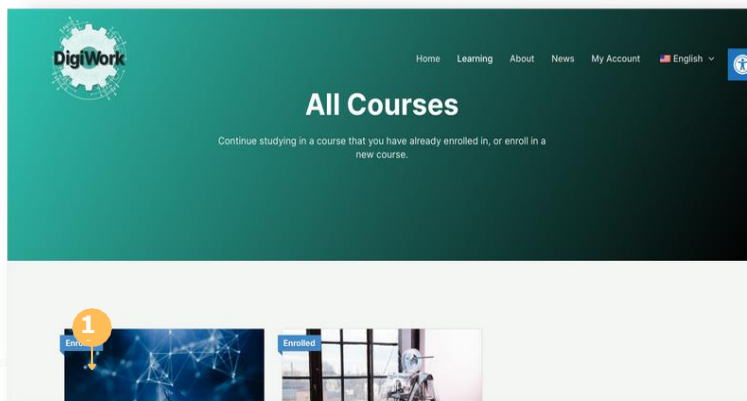 DigiWork
Home Learning About News My Account English
All Courses
Continue studying in a course that you have already enrolled in, or enroll in a
new course.
1
Enrolled